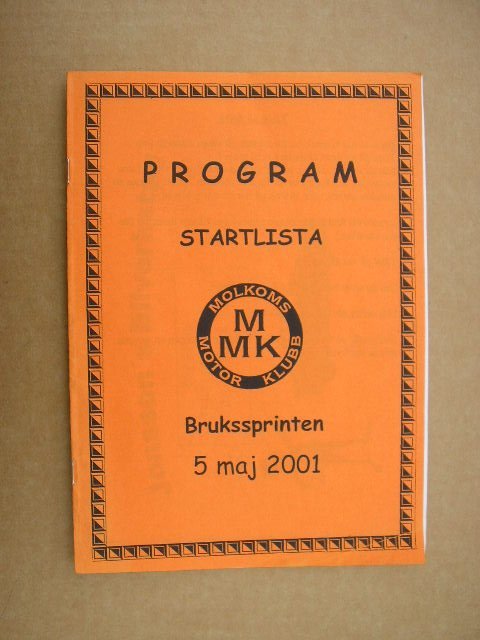 PROGRAM
STARTLISTA
MOLKOMS
M
MK
MOTOR KLUBB
Brukssprinten
5 maj 2001